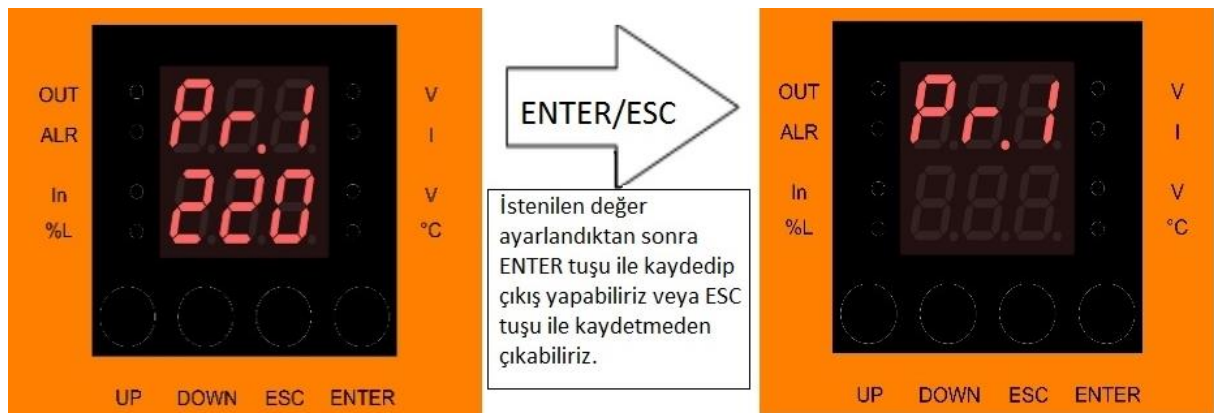 OUT
ALR
In
%L
Pr.1
220
V
I
V
°C
UP DOWN ESC ENTER
ENTER/ESC
İstenilen değer
ayarlandıktan sonra
ENTER tuşu ile kaydedip
çıkış yapabiliriz veya ESC
tuşu ile kaydetmeden
çıkabiliriz.
OUT
ALR
In
%L
Pr.1
V
I
V
°C
UP DOWN ESC ENTER